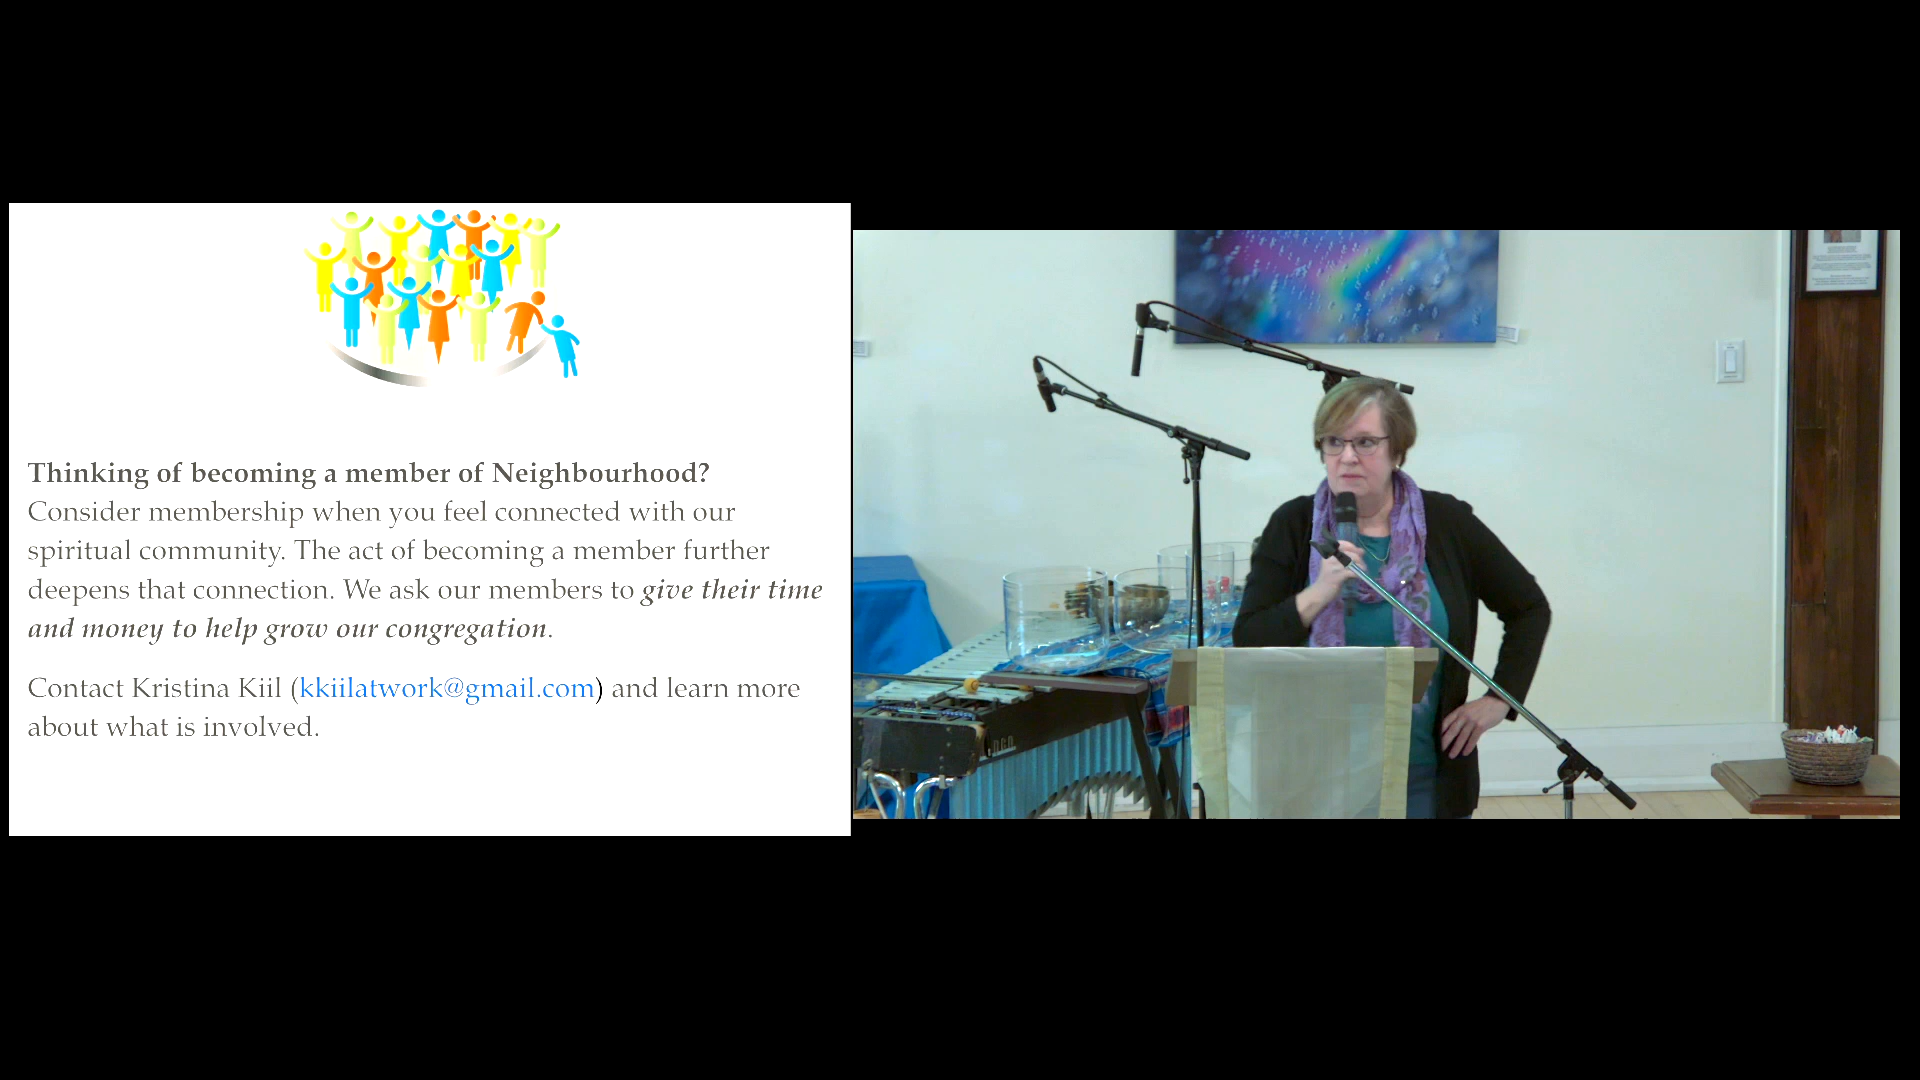 Thinking of becoming a member of Neighbourhood?
Consider membership when you feel connected with our
spiritual community. The act of becoming a member further
deepens that connection. We ask our members to give their time
and money to help grow our congregation.
Contact Kristina Kiil (kkiilatwork@gmail.com) and learn more
about what is involved.